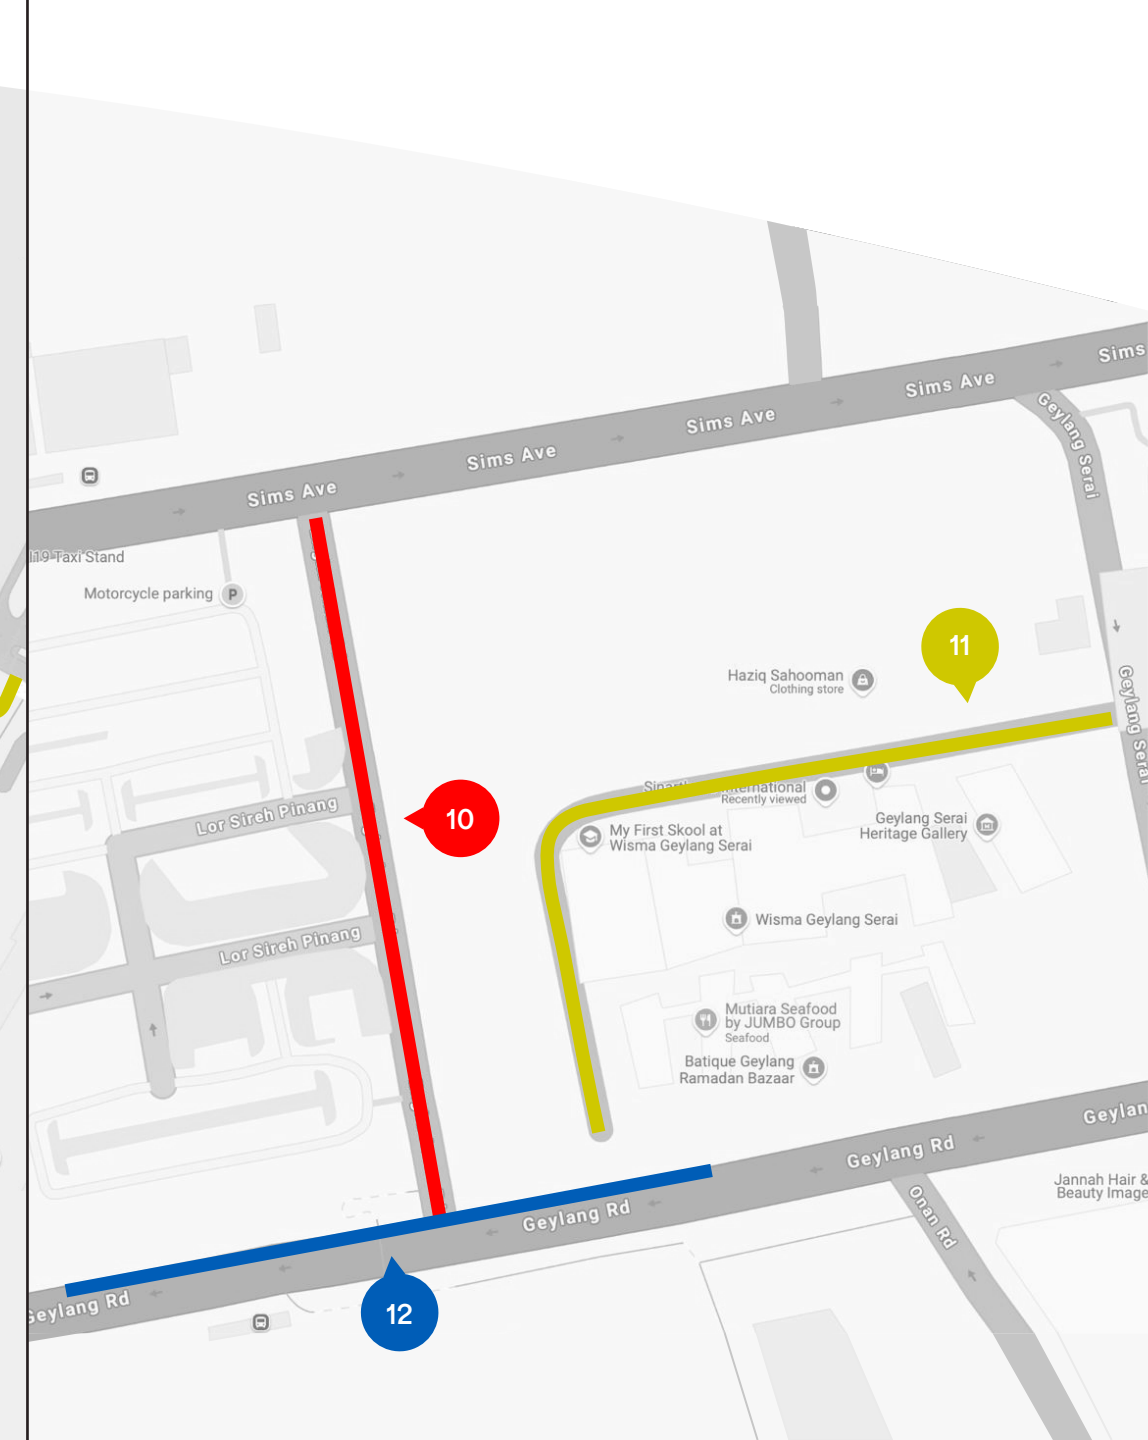 Sims
Sims Ave
Sims Ave
Sims Ave
Sims Ave
Geylang Serai
119 Taxi Stand
Motorcycle parking
P
11
Haziq Sahooman
Clothing store
Geylang Serai
International
Recently viewed
Lor Sireh Pinang
10
My First Skool at
Wisma Geylang Serai
Geylang Serai
Heritage Gallery
Wisma Geylang Serai
Lor Sireh Pinang
Mutiara Seafood
by JUMBO Group
Seafood
Batique Geylang
Ramadan Bazaar
Geylan
Geylang Rd
Jannah Hair &
Beauty Image
Onan Rd
Geylang Rd
Geylang Rd
12